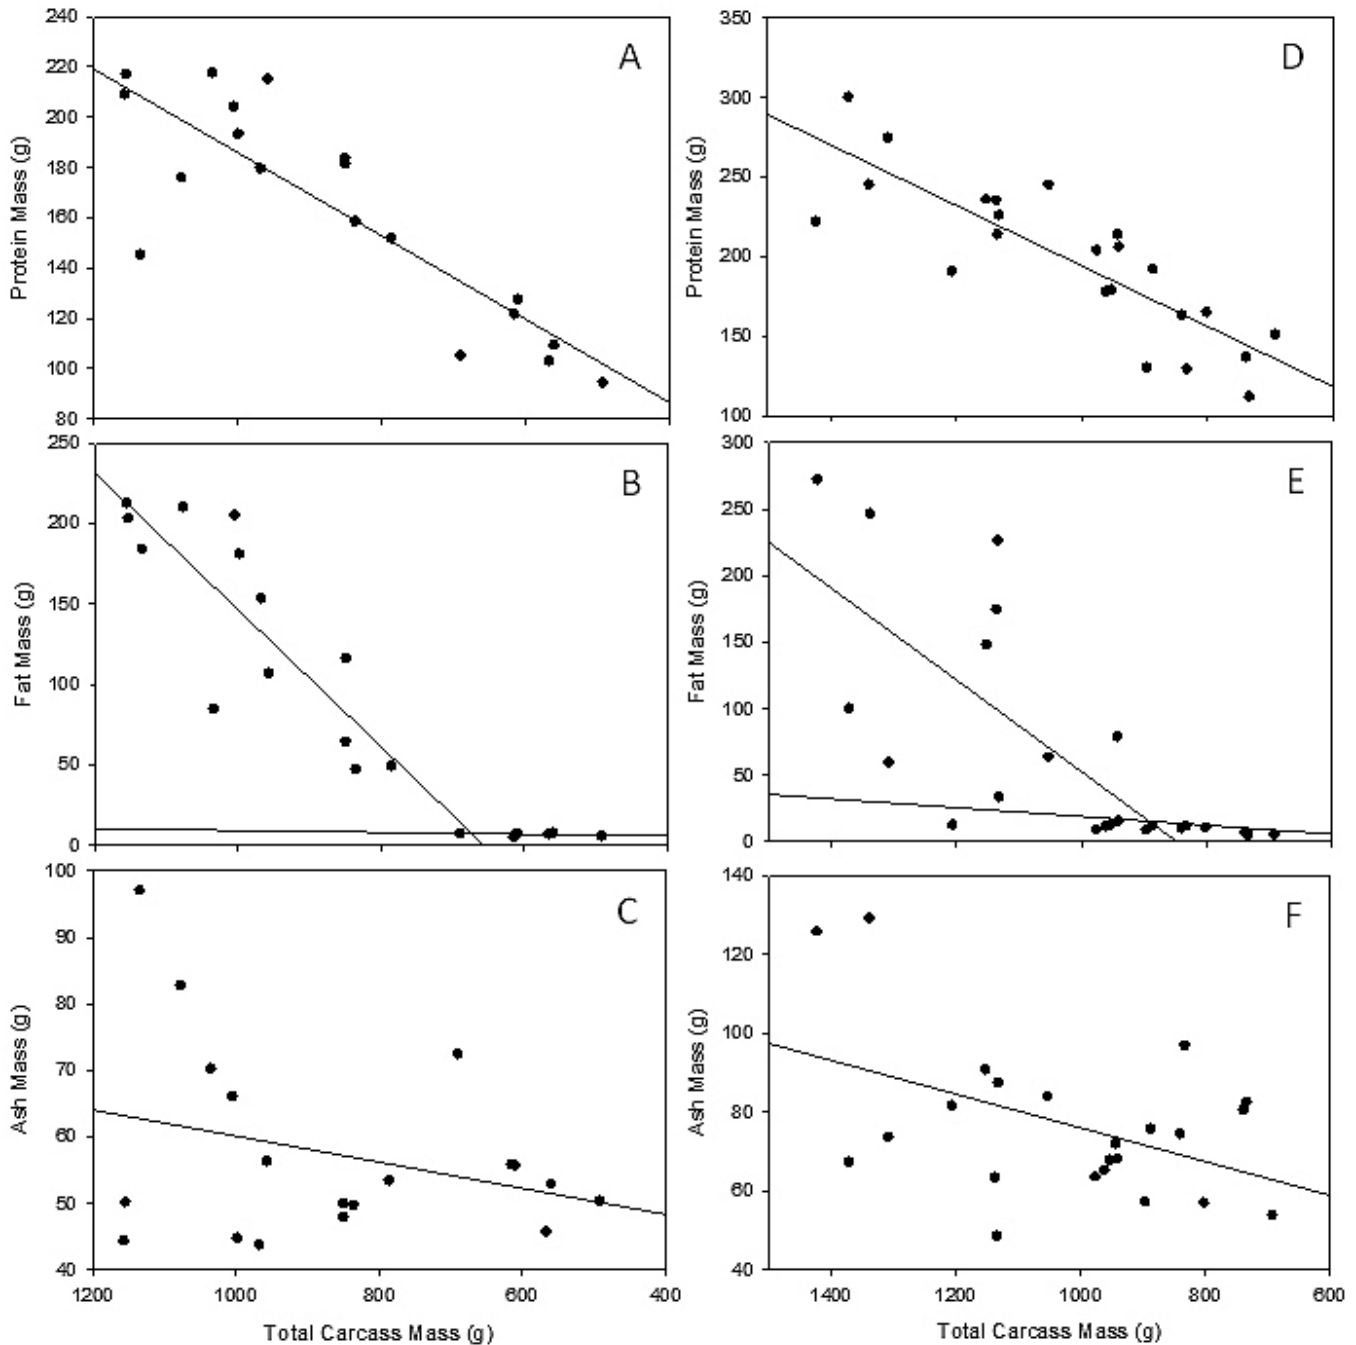 A
Protein Mass (g)
240
220
200
180
160
140
120
100
80
D
Protein Mass (g)
350
300
250
200
150
100
B
Fat Mass (g)
250
200
150
100
50
0
E
Fat Mass (g)
300
250
200
150
100
50
0
C
Ash Mass (g)
100
90
80
70
60
50
40
1200 1000 800 600 400
Total Carcass Mass (g)
F
Ash Mass (g)
140
120
100
80
60
40
1400 1200 1000 800 600
Total Carcass Mass (g)